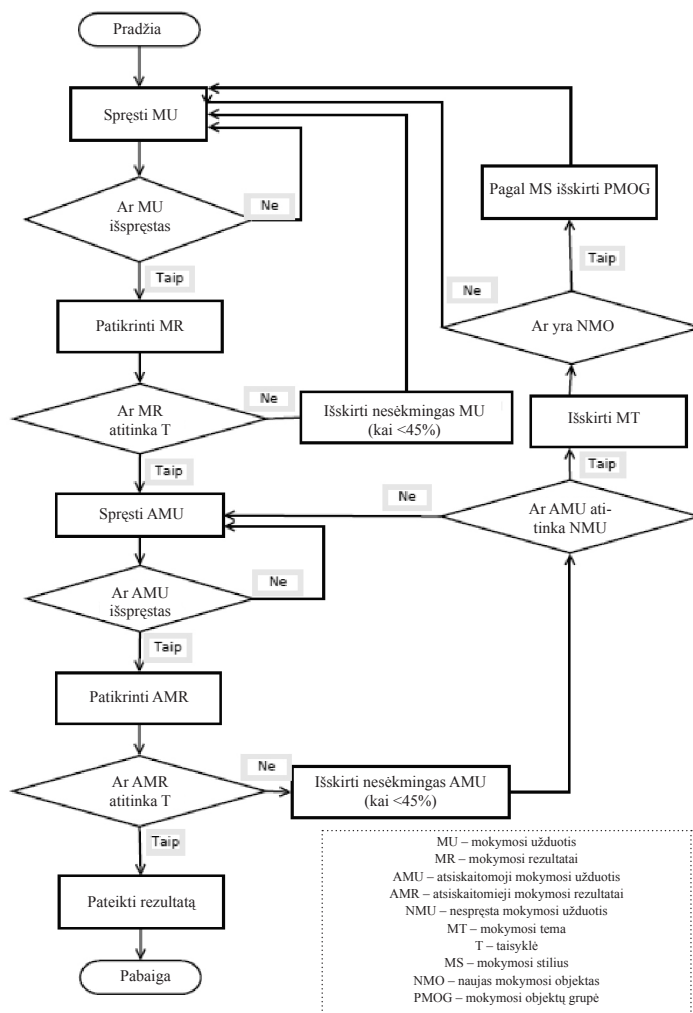 Pradžia
Spręsti MU
Ar MU
išspręstas
Ne
Taip
Patikrinti MR
Ar MR
atitinka T
Ne
Išskirti nesėkmingas MU
(kai <45%)
Taip
Spręsti AMU
Ar AMU
išspręstas
Ne
Taip
Patikrinti AMR
Ar AMR
atitinka T
Ne
Išskirti nesėkmingas AMU
(kai <45%)
Taip
Pateikti rezultatą
Pabaiga
Pagal MS išskirti PMOG
Taip
Ne
Ar yra NMO
Išskirti MT
Taip
Ne
Ar AMU ati-
tinka NMU
MU – mokymosi užduotis
MR – mokymosi rezultatai
AMU – atsiskaitomoji mokymosi užduotis
AMR – atsiskaitomieji mokymosi rezultatai
NMU – nespręsta mokymosi užduotis
MT – mokymosi tema
T – taisyklė
MS – mokymosi stilius
NMO – naujas mokymosi objektas
PMOG – mokymosi objektų grupė